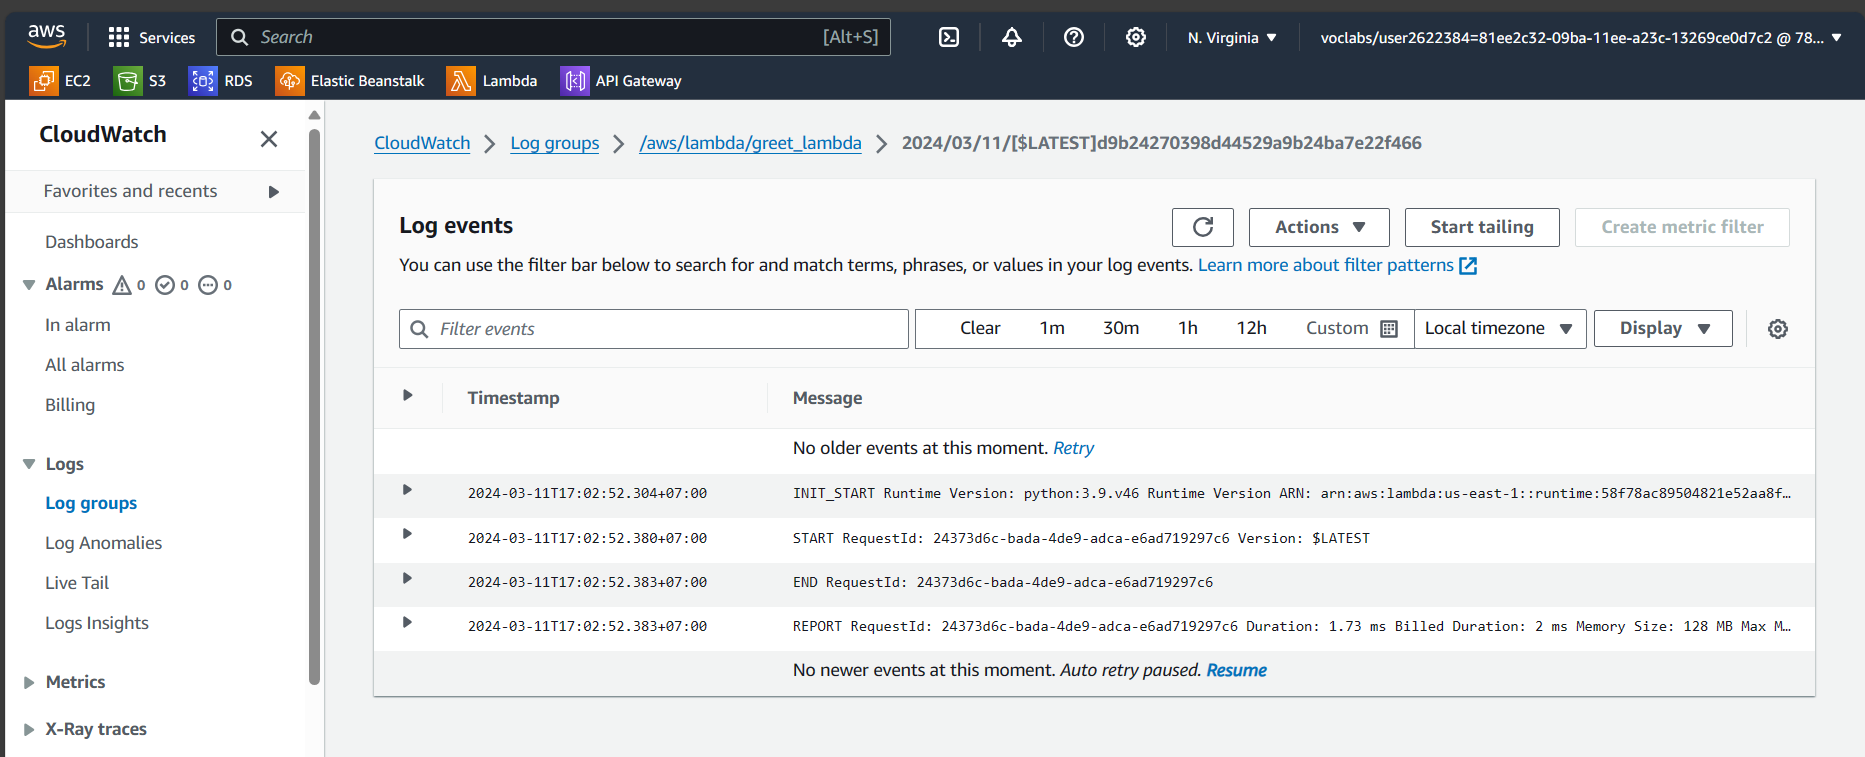 aws Services Search [Alt+S] N. Virginia voclabs/user2622384=81ee2c32-09ba-11ee-a23c-13269ce0d7c2 @ 78...
EC2 S3 RDS Elastic Beanstalk Lambda API Gateway
CloudWatch
Favorites and recents
Dashboards
Alarms 0 0 0
In alarm
All alarms
Billing
Logs
Log groups
Log Anomalies
Live Tail
Logs Insights
Metrics
X-Ray traces
CloudWatch Log groups /aws/lambda/greet_lambda 2024/03/11/[$LATEST]d9b24270398d44529a9b24ba7e22f466
Log events
Actions Start tailing Create metric filter
You can use the filter bar below to search for and match terms, phrases, or values in your log events. Learn more about filter patterns
Filter events Clear 1m 30m 1h 12h Custom Local timezone Display
Timestamp Message
No older events at this moment. Retry
2024-03-11T17:02:52.304+07:00 INIT_START Runtime Version: python:3.9.v46 Runtime Version ARN: arn:aws:lambda:us-east-1::runtime:58f78ac89504821e52aa8f…
2024-03-11T17:02:52.380+07:00 START RequestId: 24373d6c-bada-4de9-adca-e6ad719297c6 Version: $LATEST
2024-03-11T17:02:52.383+07:00 END RequestId: 24373d6c-bada-4de9-adca-e6ad719297c6
2024-03-11T17:02:52.383+07:00 REPORT RequestId: 24373d6c-bada-4de9-adca-e6ad719297c6 Duration: 1.73 ms Billed Duration: 2 ms Memory Size: 128 MB Max M…
No newer events at this moment. Auto retry paused. Resume